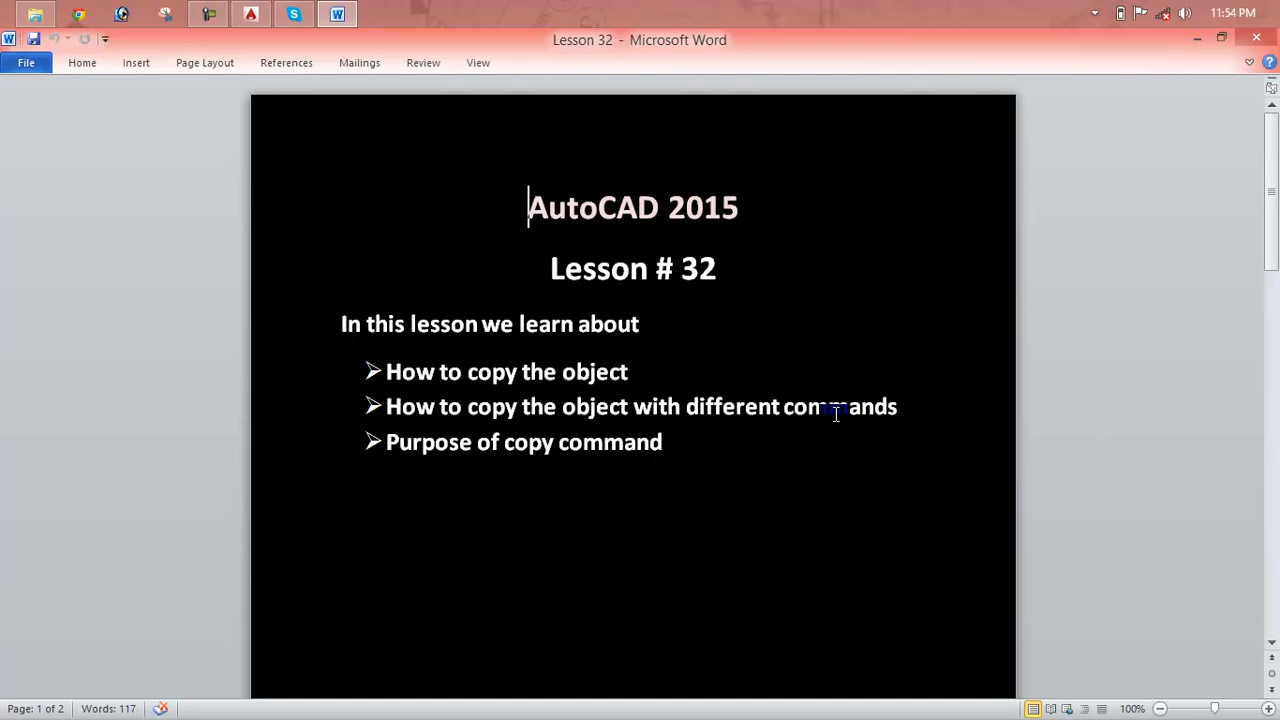 11:54 PM
Lesson 32 - Microsoft Word
File Home Insert Page Layout References Mailings Review View
AutoCAD 2015
Lesson # 32
In this lesson we learn about
➢ How to copy the object
➢ How to copy the object with different commands
➢ Purpose of copy command
Page: 1 of 2 Words: 117 100%